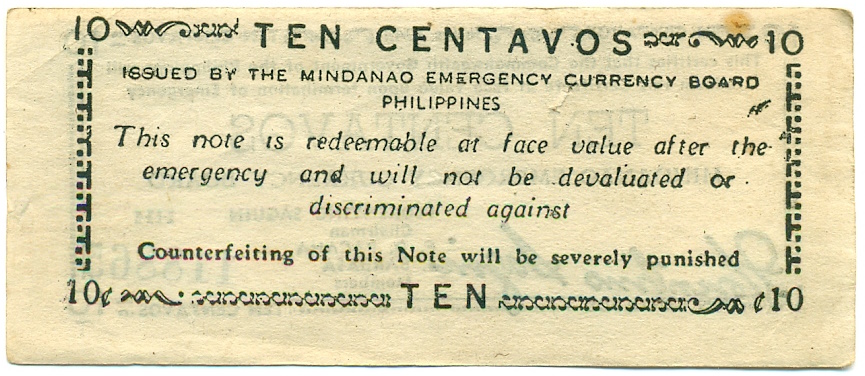 10 TEN CENTAVOS 10
ISSUED BY THE MINDANAO EMERGENCY CURRENCY BOARD
PHILIPPINES
This note is redeemable at face value after the
emergency and will not be devaluated or
discriminated against
Counterfeiting of this Note will be severely punished
10¢ TEN ¢10